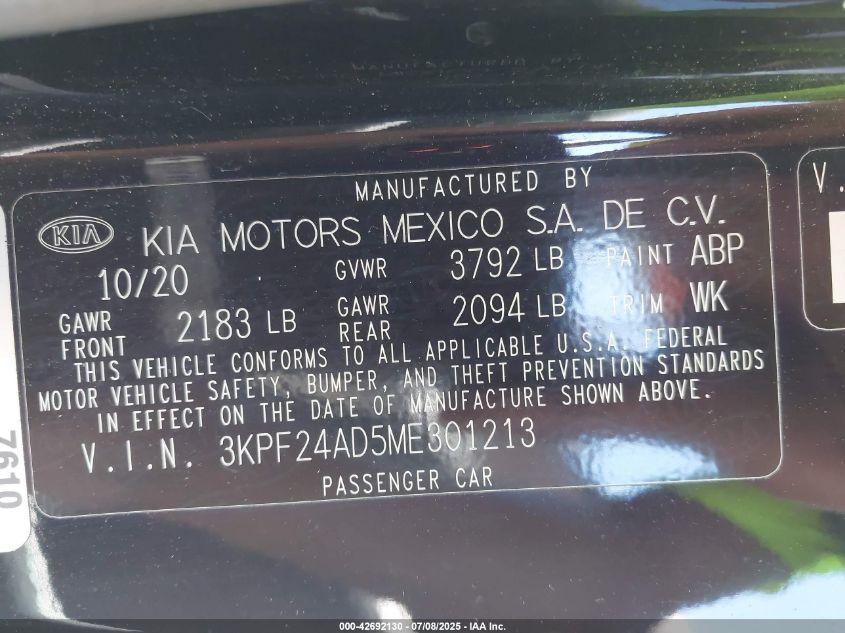 MANUFACTURED BY
KIA KIA MOTORS MEXICO S.A. DE C.V.
10/20 GVWR 3792 LB PAINT ABP
GAWR FRONT 2183 LB GAWR REAR 2094 LB TRIM WK
THIS VEHICLE CONFORMS TO ALL APPLICABLE U.S.A. FEDERAL
MOTOR VEHICLE SAFETY, BUMPER, AND THEFT PREVENTION STANDARDS
IN EFFECT ON THE DATE OF MANUFACTURE SHOWN ABOVE.
V.I.N. 3KPF24AD5ME301213
PASSENGER CAR
7610
V.
000-42692130 - 07/08/2025 - IAA Inc.